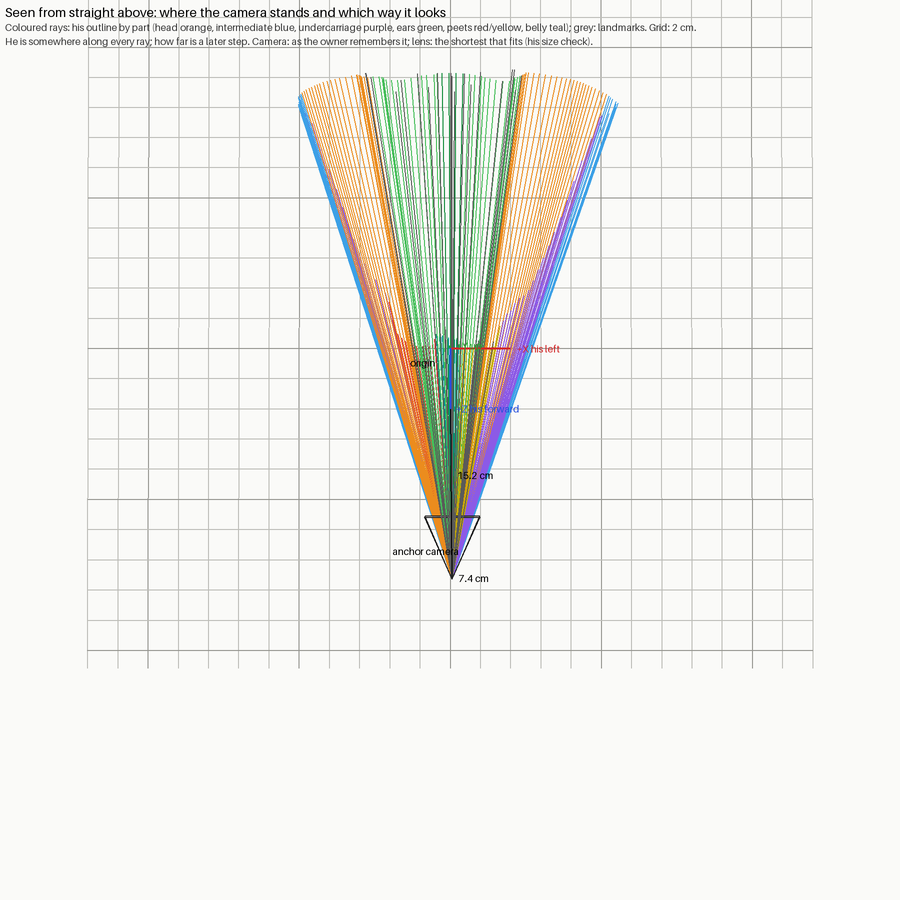 Seen from straight above: where the camera stands and which way it looks
Coloured rays: his outline by part (head orange, intermediate blue, undercarriage purple, ears green, peets red/yellow, belly teal); grey: landmarks. Grid: 2 cm.
He is somewhere along every ray; how far is a later step. Camera: as the owner remembers it; lens: the shortest that fits (his size check).
his left
origin
forward
15.2 cm
anchor camera
7.4 cm